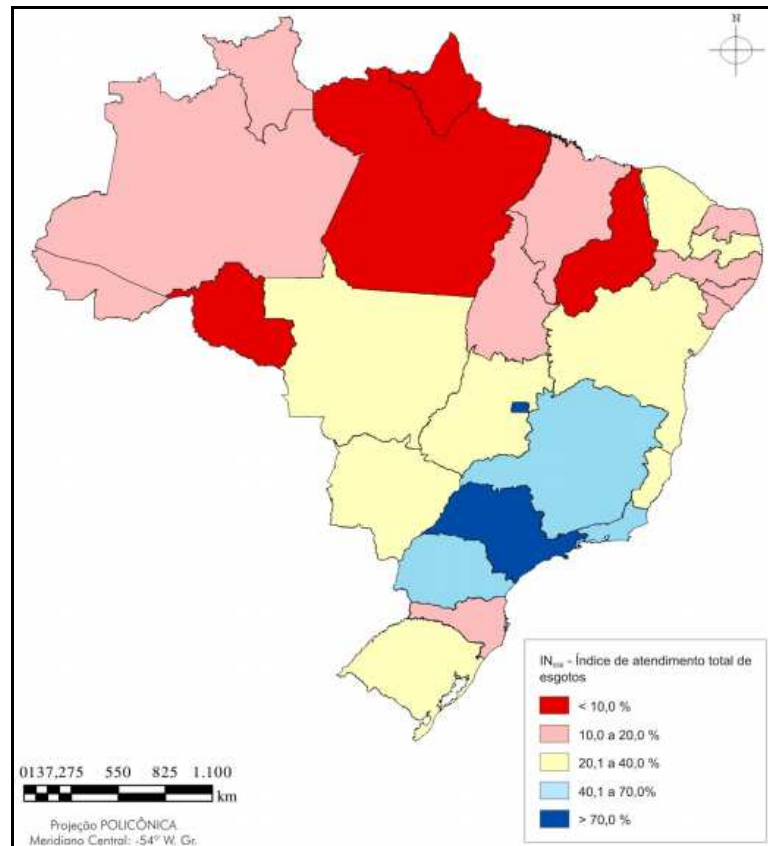 N
IN₀₅₆ - Índice de atendimento total de
esgotos
< 10,0 %
10,0 a 20,0 %
20,1 a 40,0 %
40,1 a 70,0%
> 70,0 %
0137,275 550 825 1.100
km
Projeção POLICÔNICA
Meridiano Central: -54° W. Gr.